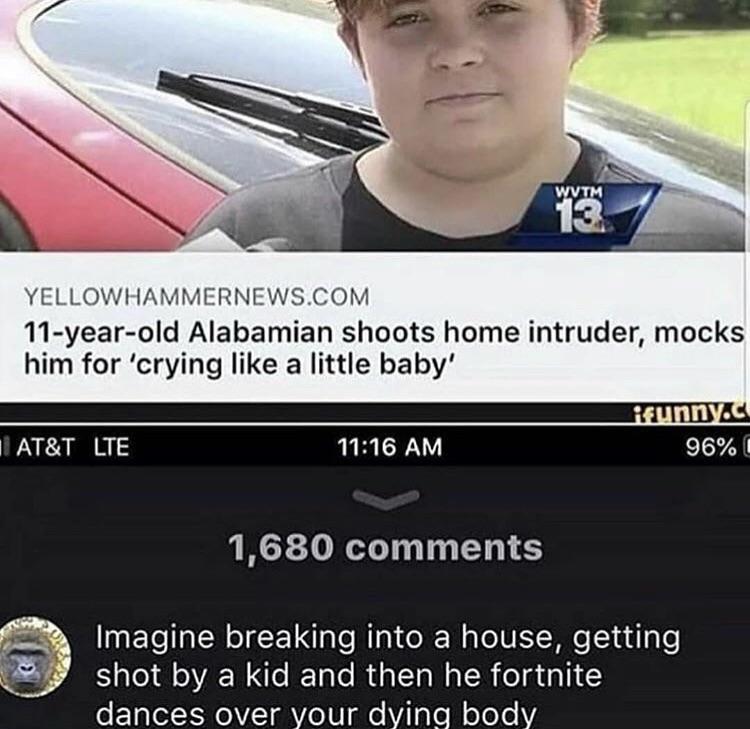 WVTM
13
YELLOWHAMMERNEWS.COM
11-year-old Alabamian shoots home intruder, mocks
him for 'crying like a little baby'
AT&T LTE 11:16 AM 96%
1,680 comments
Imagine breaking into a house, getting
shot by a kid and then he fortnite
dances over your dying body